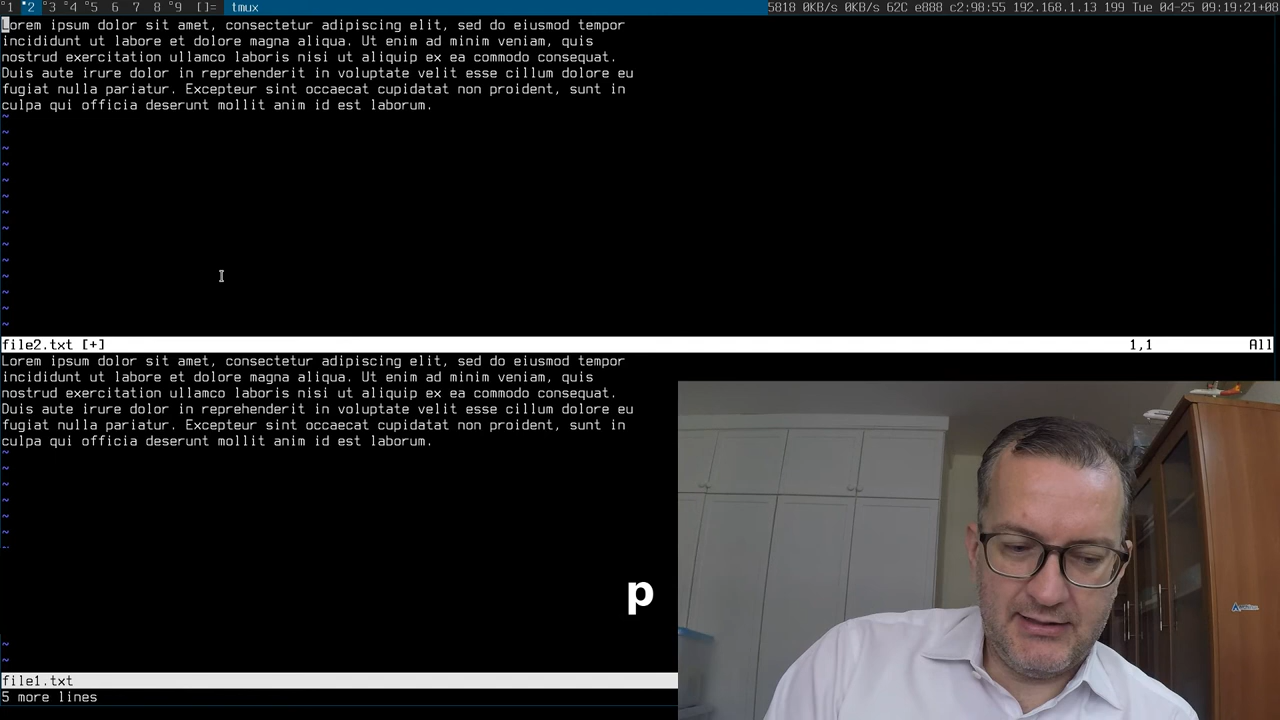 °1 °2 °3 °4 °5 6 7 8 °9 []= tmux 5818 0KB/s 0KB/s 62C e888 c2:98:55 192.168.1.13 199 Tue 04-25 09:19:21+08
Lorem ipsum dolor sit amet, consectetur adipiscing elit, sed do eiusmod tempor
incididunt ut labore et dolore magna aliqua. Ut enim ad minim veniam, quis
nostrud exercitation ullamco laboris nisi ut aliquip ex ea commodo consequat.
Duis aute irure dolor in reprehenderit in voluptate velit esse cillum dolore eu
fugiat nulla pariatur. Excepteur sint occaecat cupidatat non proident, sunt in
culpa qui officia deserunt mollit anim id est laborum.
~
~
~
~
~
~
~
~
~
~
~
~
~
~
file2.txt [+] 1,1 All
Lorem ipsum dolor sit amet, consectetur adipiscing elit, sed do eiusmod tempor
incididunt ut labore et dolore magna aliqua. Ut enim ad minim veniam, quis
nostrud exercitation ullamco laboris nisi ut aliquip ex ea commodo consequat.
Duis aute irure dolor in reprehenderit in voluptate velit esse cillum dolore eu
fugiat nulla pariatur. Excepteur sint occaecat cupidatat non proident, sunt in
culpa qui officia deserunt mollit anim id est laborum.
~
~
~
~
~
~
~
p
~
~
file1.txt
5 more lines